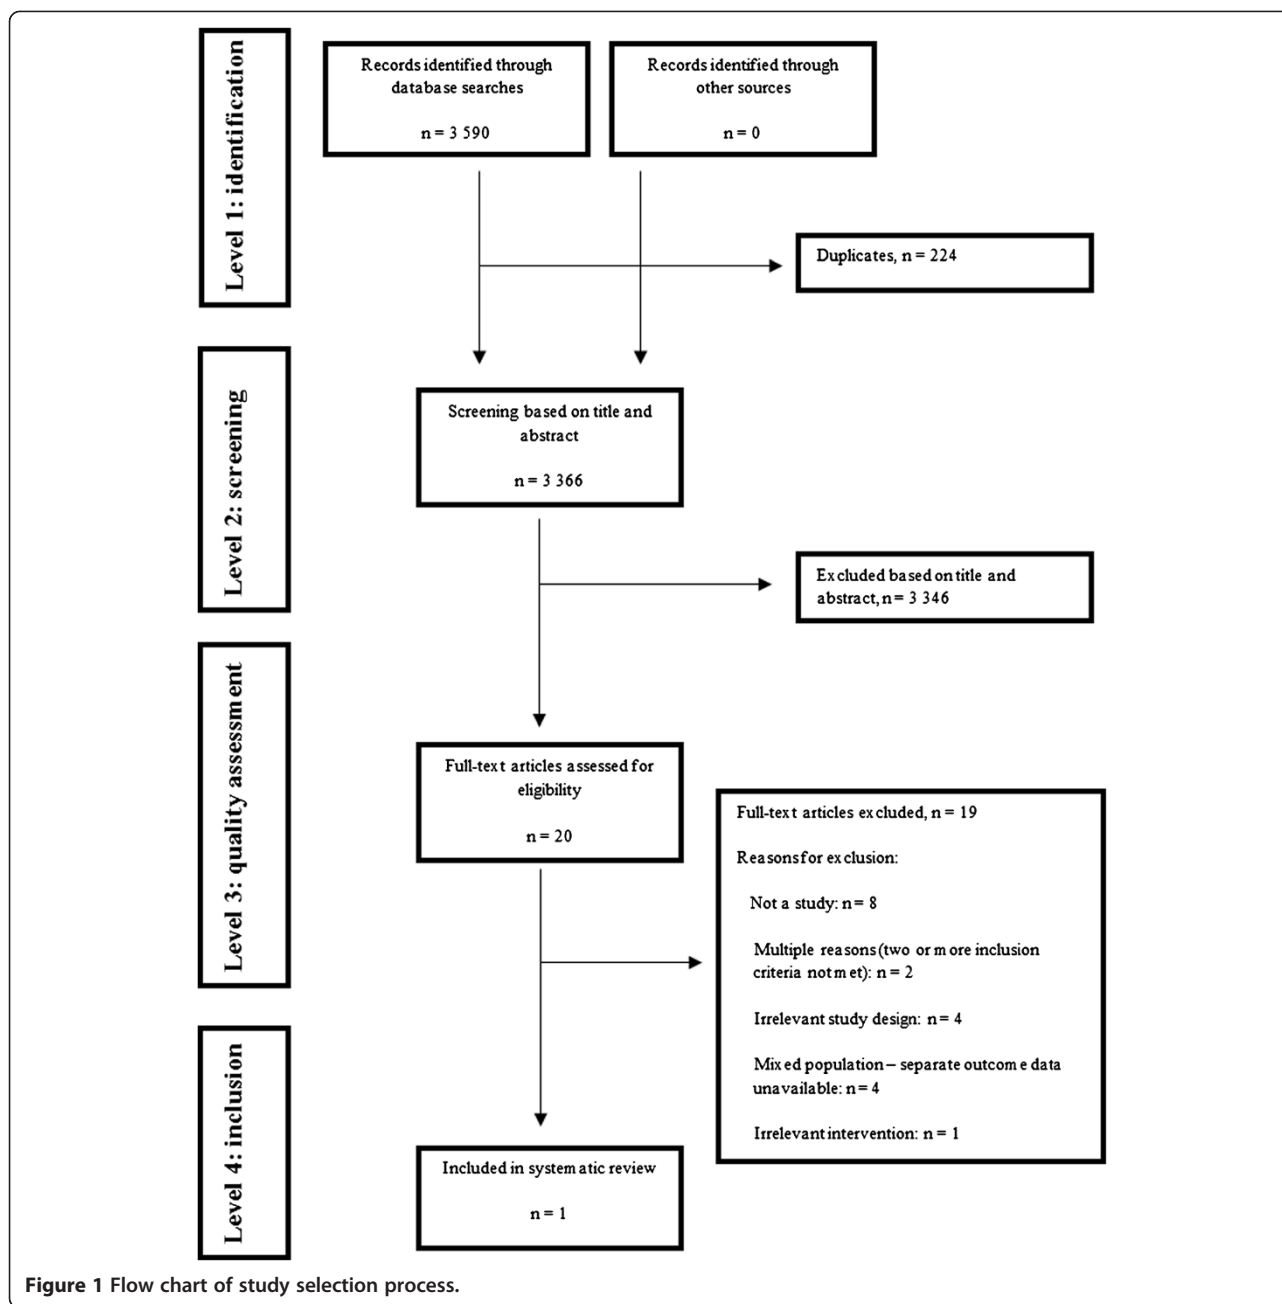 Level 1: identification
Records identified through
database searches
n = 3 590
Records identified through
other sources
n = 0
Duplicates, n = 224
Level 2: screening
Screening based on title and
abstract
n = 3 366
Excluded based on title and
abstract, n = 3 346
Level 3: quality assessment
Full-text articles assessed for
eligibility
n = 20
Full-text articles excluded, n = 19
Reasons for exclusion:
Not a study: n = 8
Multiple reasons (two or more inclusion
criteria not met): n = 2
Irrelevant study design: n = 4
Mixed population – separate outcome data
unavailable: n = 4
Irrelevant intervention: n = 1
Level 4: inclusion
Included in systematic review
n = 1
Figure 1 Flow chart of study selection process.